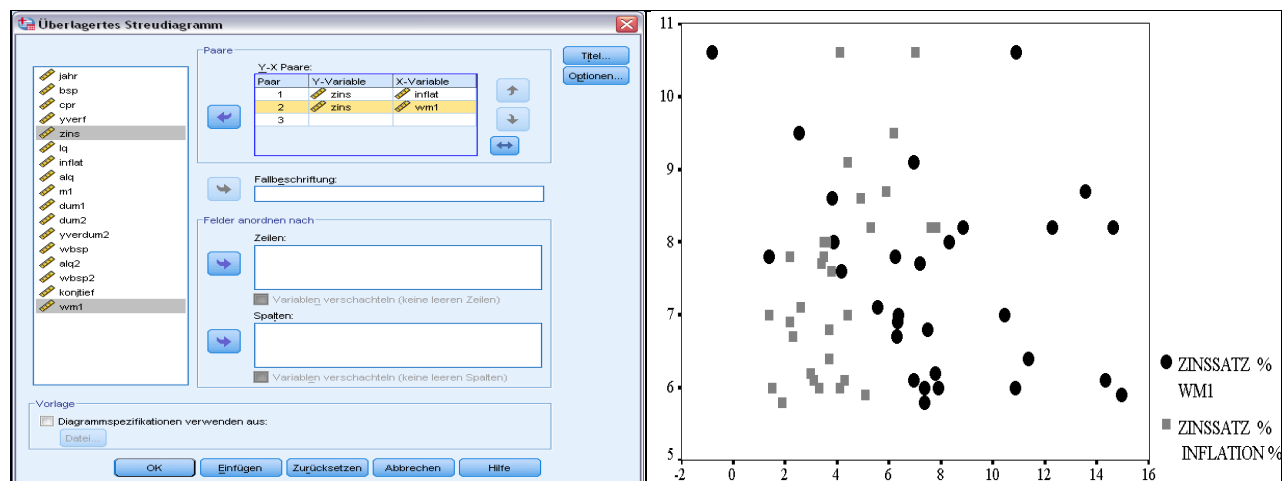 Überlagertes Streudiagramm
jahr
bsp
cpr
yverf
zins
lq
inflat
alq
m1
dum1
dum2
yverdum2
wbsp
alq2
wbsp2
konjtief
wm1
Paare
Y-X Paare:
Paar Y-Variable X-Variable
1 zins inflat
2 zins wm1
3
Titel...
Optionen...
Fallbeschriftung:
Felder anordnen nach
Zeilen:
Variablen verschachteln (keine leeren Zeilen)
Spalten:
Variablen verschachteln (keine leeren Spalten)
Vorlage
Diagrammspezifikationen verwenden aus:
Datei...
OK Einfügen Zurücksetzen Abbrechen Hilfe
11
10
9
8
7
6
5
-2 0 2 4 6 8 10 12 14 16
ZINSSATZ %
WM1
ZINSSATZ %
INFLATION %